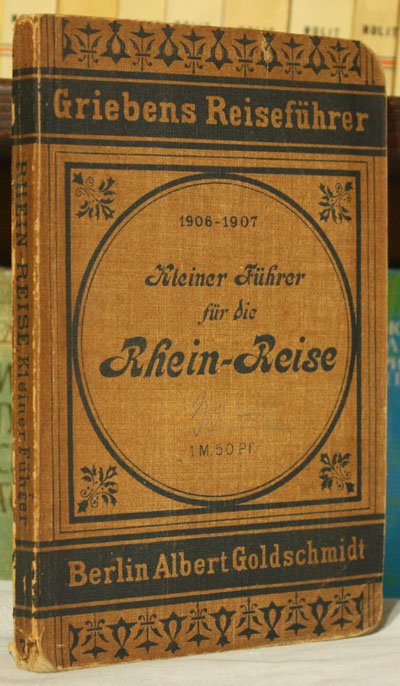 Griebens Reiseführer
1906-1907
Kleiner Führer
für die
Rhein-Reise
1 M. 50 Pf.
Berlin Albert Goldschmidt
RHEIN REISE Kleiner Führer
NOLIT